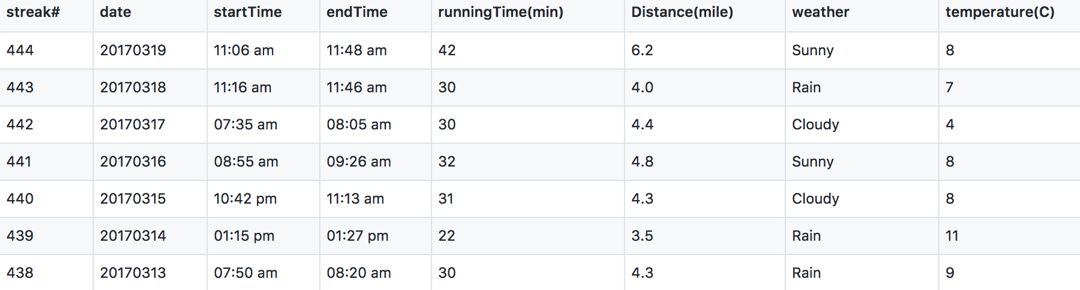 streak# date startTime endTime runningTime(min) Distance(mile) weather temperature(C)
444 20170319 11:06 am 11:48 am 42 6.2 Sunny 8
443 20170318 11:16 am 11:46 am 30 4.0 Rain 7
442 20170317 07:35 am 08:05 am 30 4.4 Cloudy 4
441 20170316 08:55 am 09:26 am 32 4.8 Sunny 8
440 20170315 10:42 pm 11:13 am 31 4.3 Cloudy 8
439 20170314 01:15 pm 01:27 pm 22 3.5 Rain 11
438 20170313 07:50 am 08:20 am 30 4.3 Rain 9